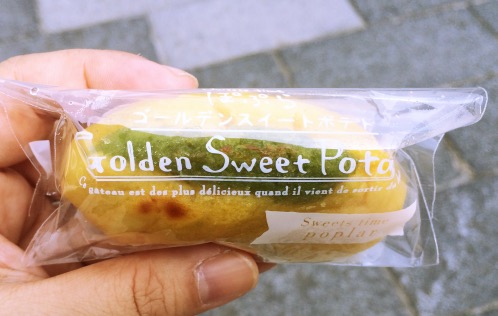 ゴールデンスイートポテト
Golden Sweet Pota
Gâteau est des plus délicieux quand il vient de sortir de
Sweets time
poplar